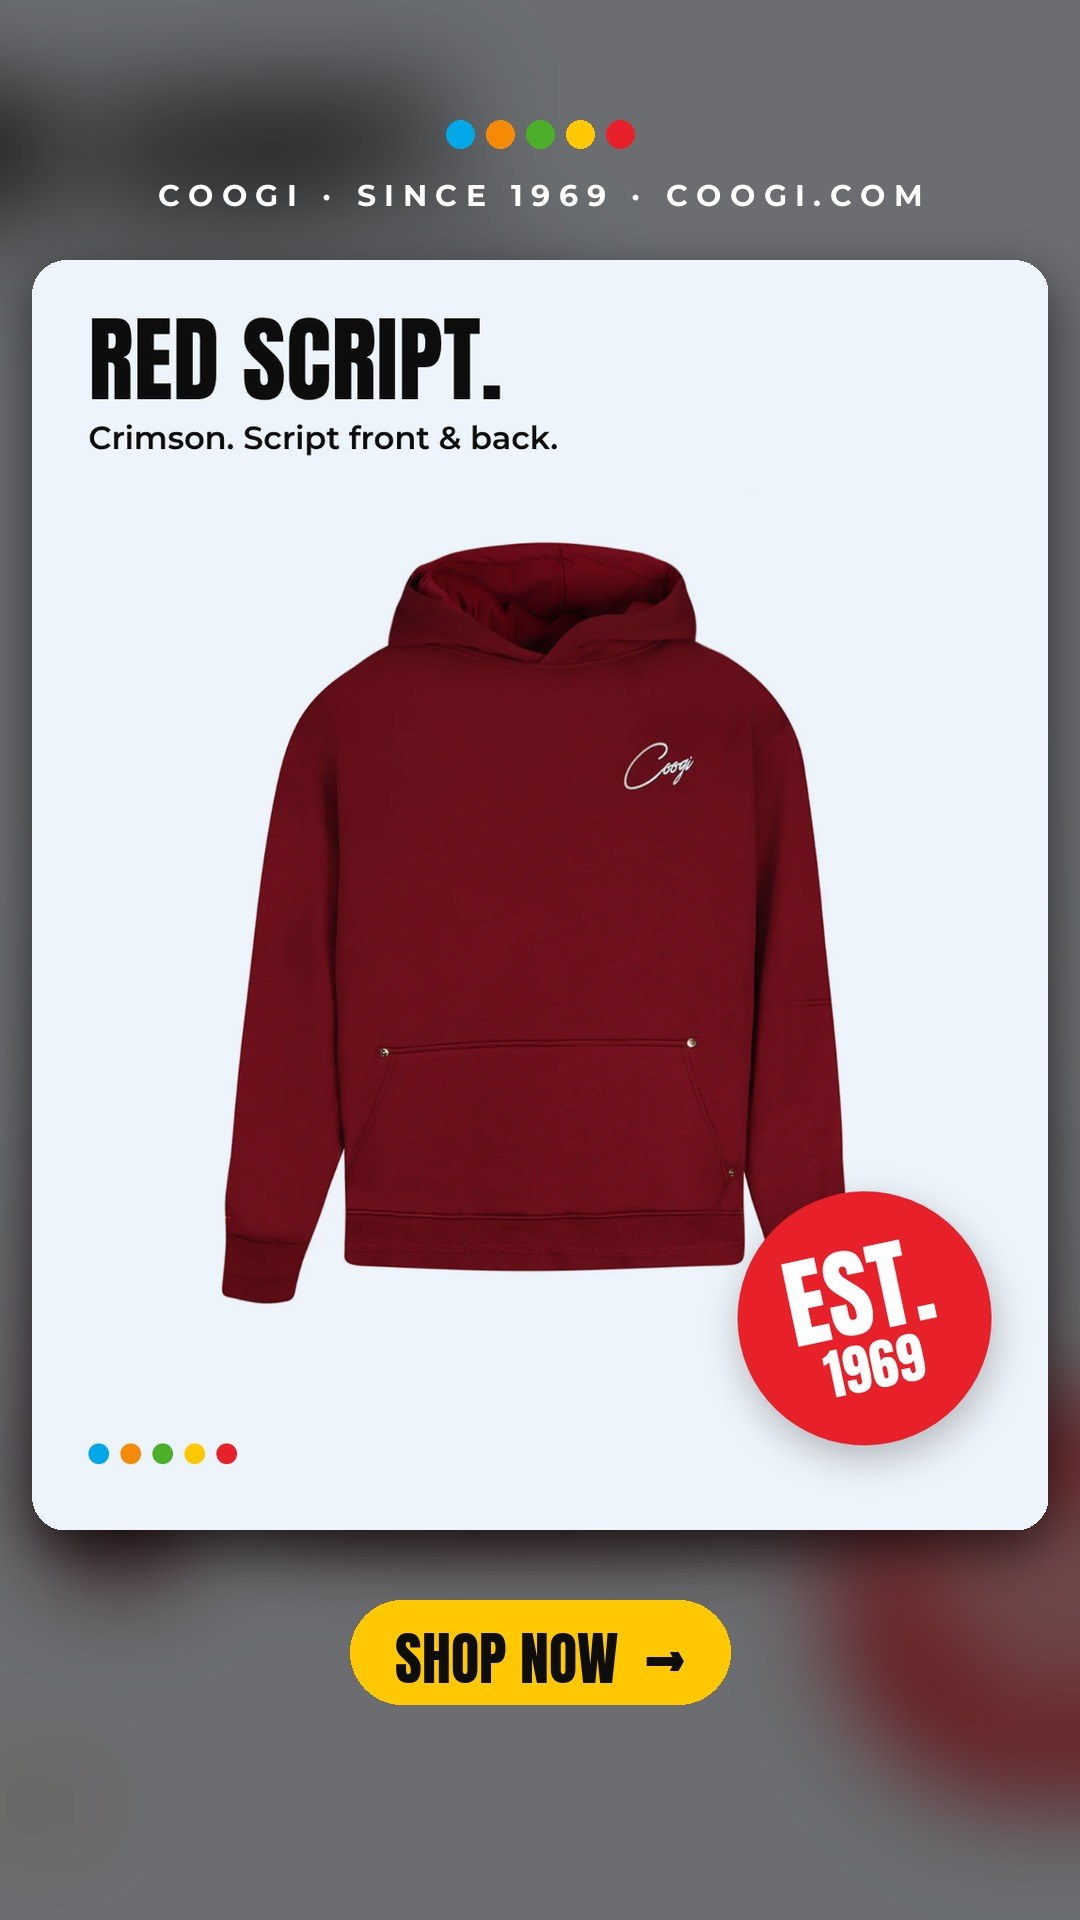 COOGI · SINCE 1969 · COOGI.COM
RED SCRIPT.
Crimson. Script front & back.
Coogi
EST.
1969
SHOP NOW →